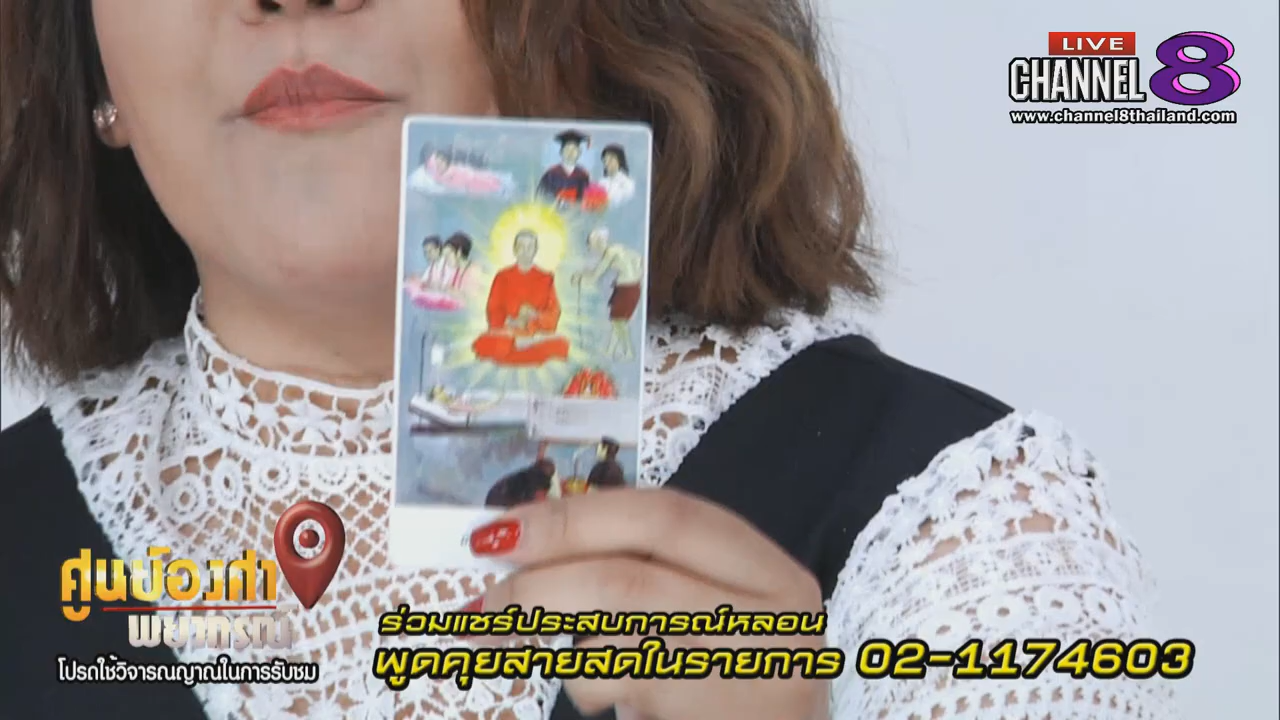 LIVE
CHANNEL 8
www.channel8thailand.com
ศูนย์องศา
พยากรณ์
โปรดใช้วิจารณญาณในการรับชม
ร่วมแชร์ประสบการณ์หลอน
พูดคุยสายสดในรายการ 02-1174603